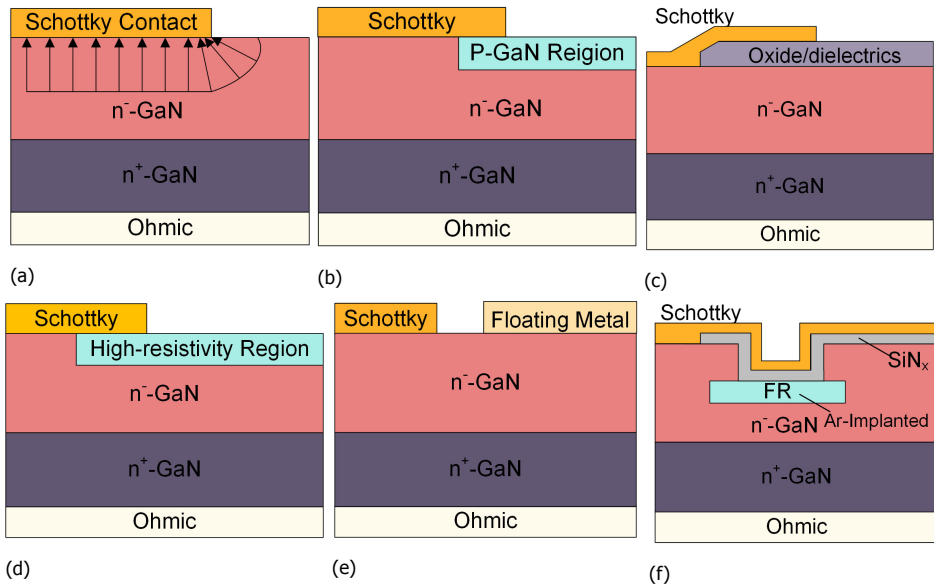 Schottky Contact
n⁻-GaN
n⁺-GaN
Ohmic
(a)
Schottky
P-GaN Reigion
n⁻-GaN
n⁺-GaN
Ohmic
(b)
Schottky
Oxide/dielectrics
n⁻-GaN
n⁺-GaN
Ohmic
(c)
Schottky
High-resistivity Region
n⁻-GaN
n⁺-GaN
Ohmic
(d)
Schottky
Floating Metal
n⁻-GaN
n⁺-GaN
Ohmic
(e)
Schottky
SiNₓ
FR
Ar-Implanted
n⁻-GaN
n⁺-GaN
Ohmic
(f)